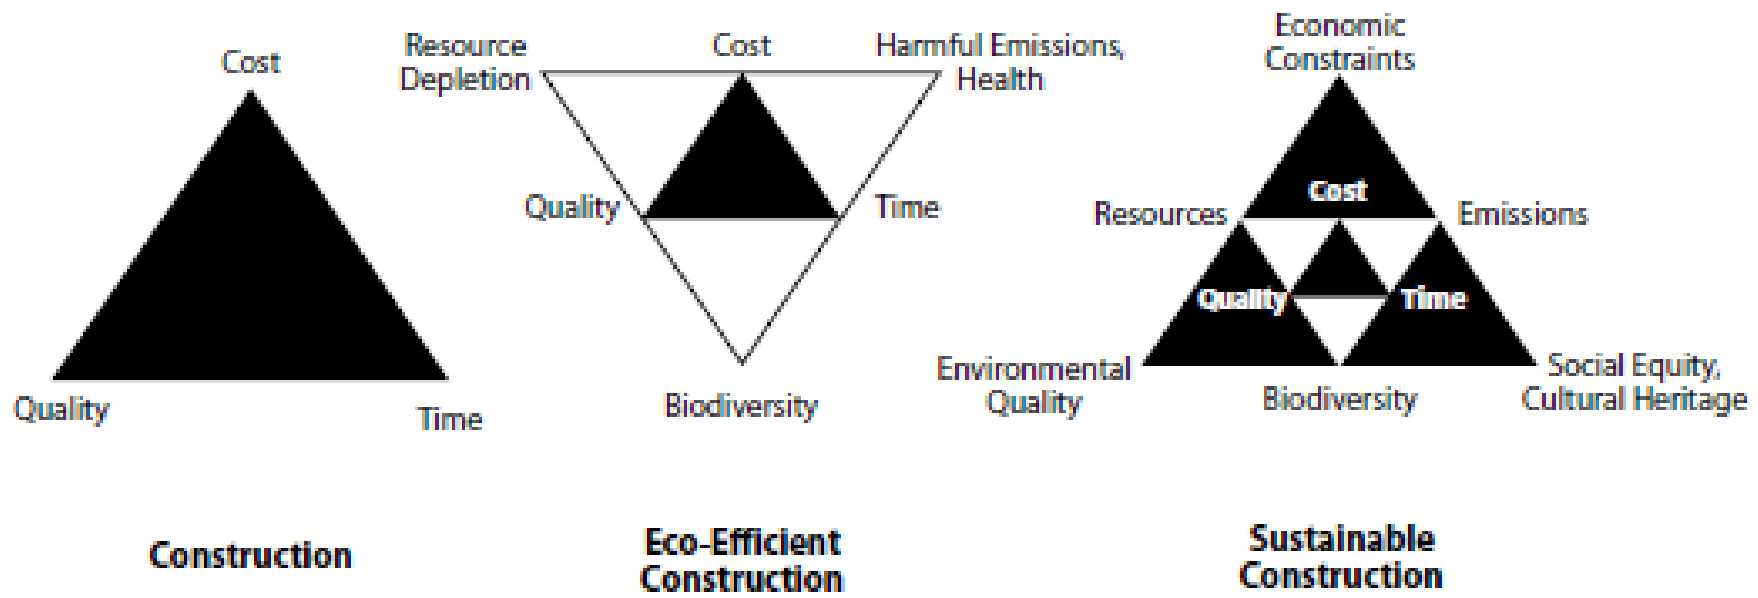 Cost
Quality
Time
Construction
Resource
Depletion
Cost
Harmful Emissions,
Health
Quality
Time
Biodiversity
Eco-Efficient
Construction
Economic
Constraints
Cost
Resources
Emissions
Quality
Time
Environmental
Quality
Biodiversity
Social Equity,
Cultural Heritage
Sustainable
Construction